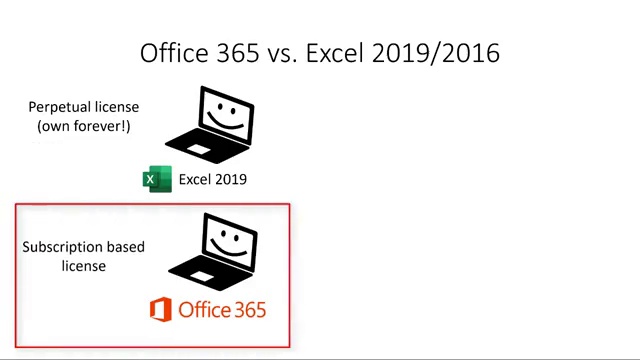 Office 365 vs. Excel 2019/2016
Perpetual license
(own forever!)
X
Excel 2019
Subscription based
license
Office 365